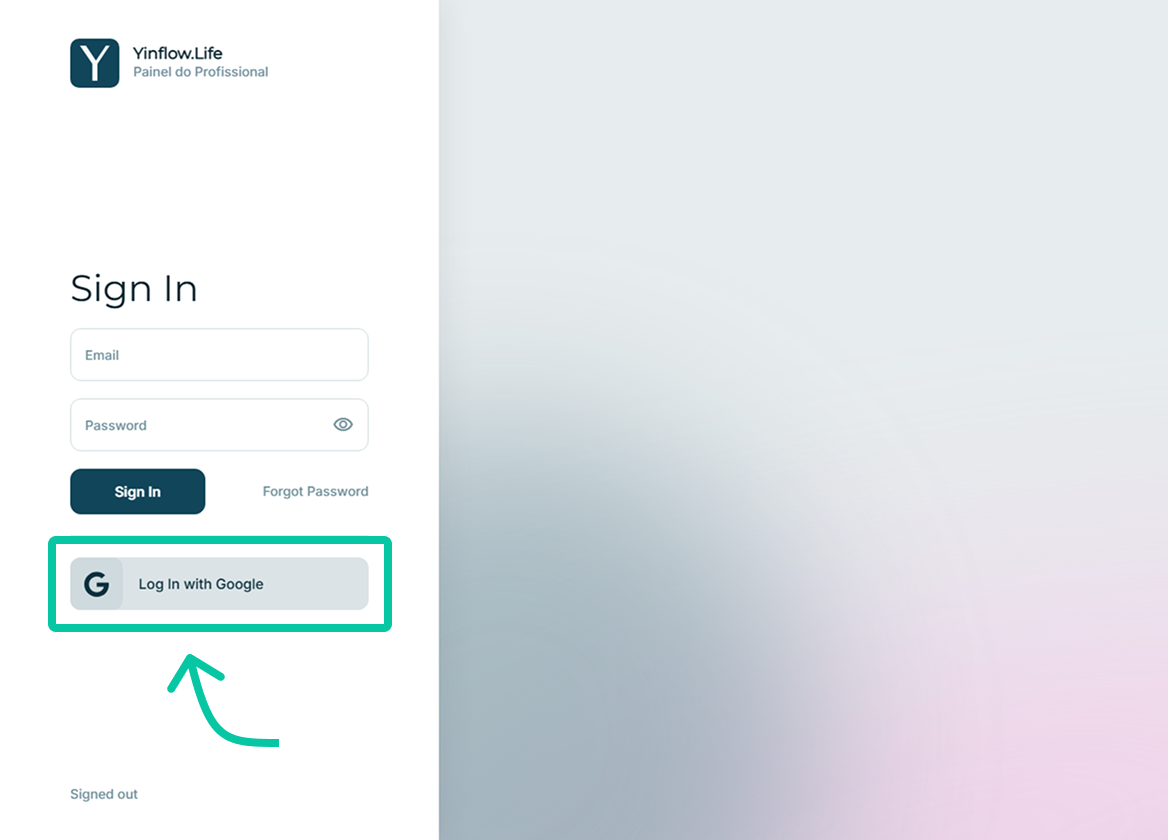 Y
Yinflow.Life
Painel do Profissional
Sign In
Email
Password
Sign In
Forgot Password
G
Log In with Google
Signed out